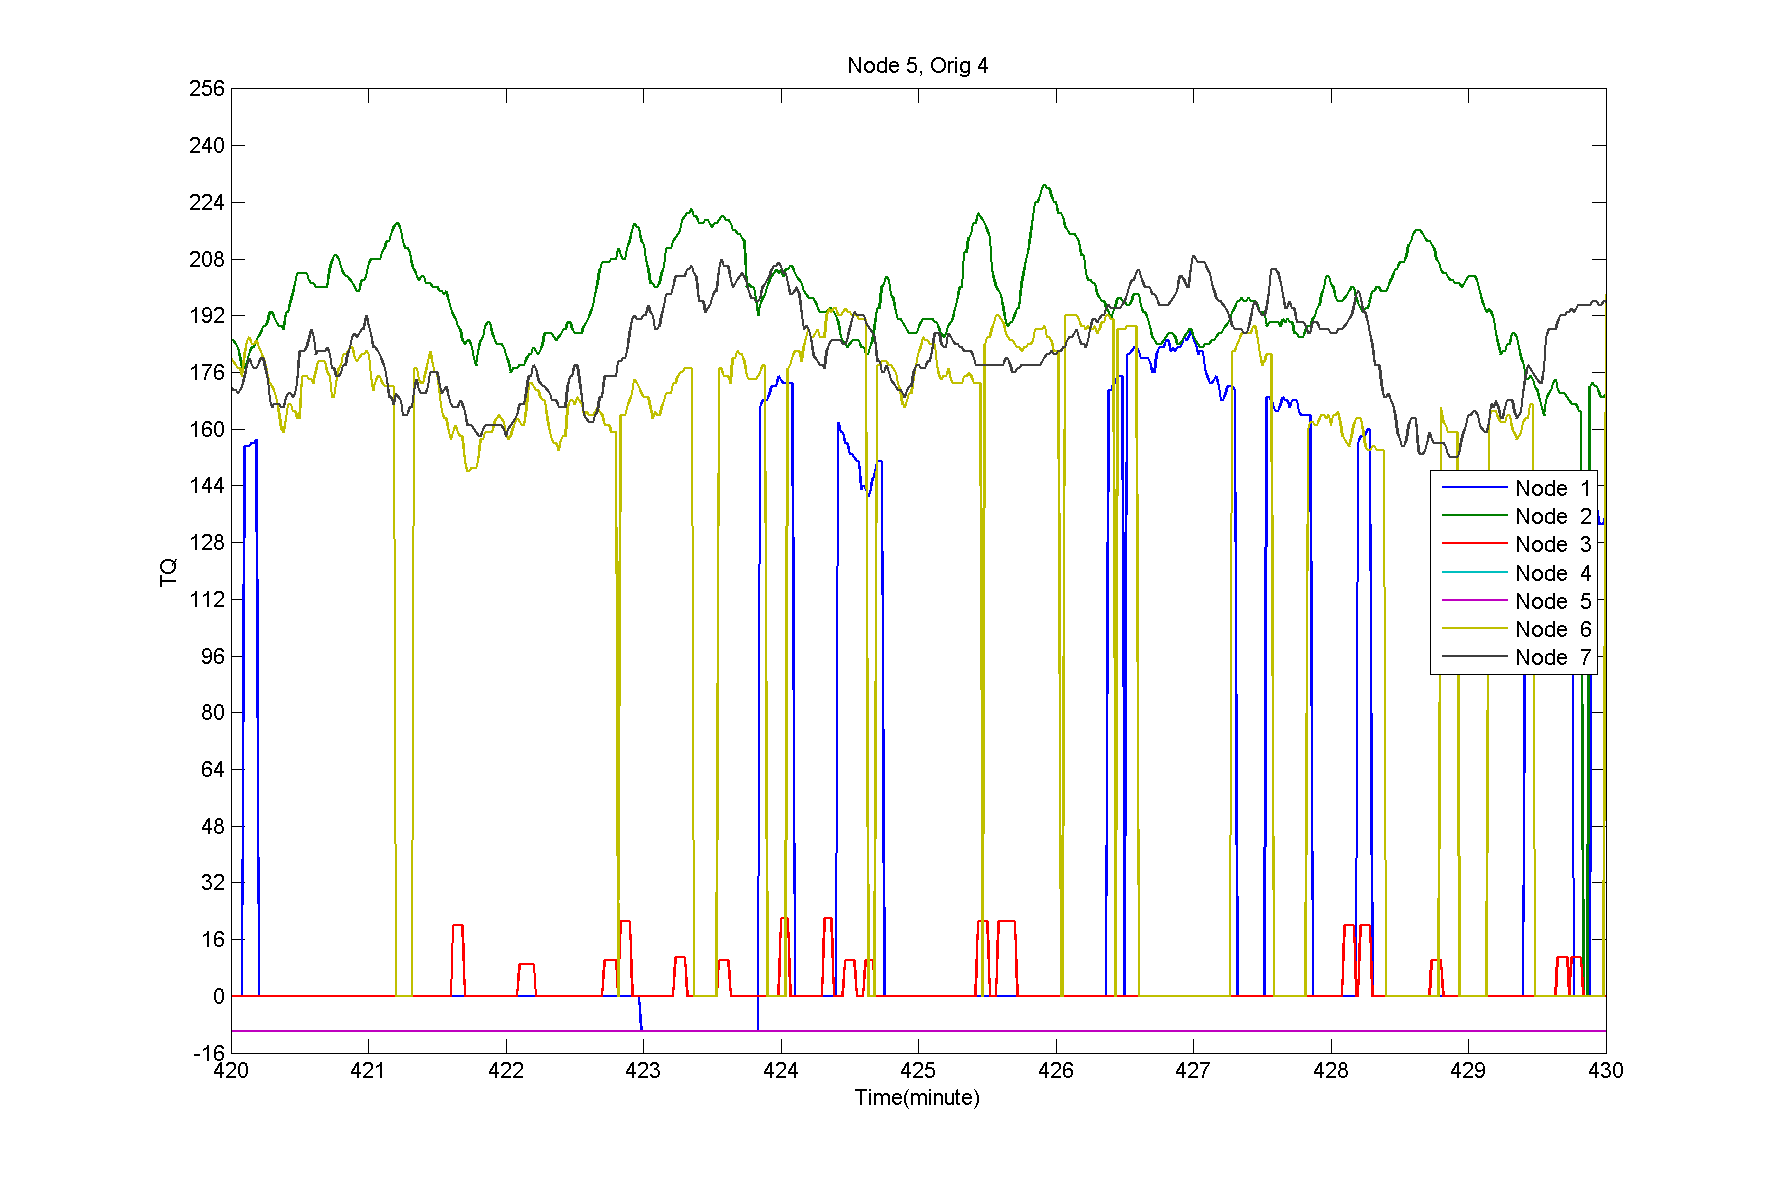 Node 5, Orig 4
256
240
224
208
192
176
160
144
128
112
96
80
64
48
32
16
0
-16
TQ
Node 1
Node 2
Node 3
Node 4
Node 5
Node 6
Node 7
420 421 422 423 424 425 426 427 428 429 430
Time(minute)